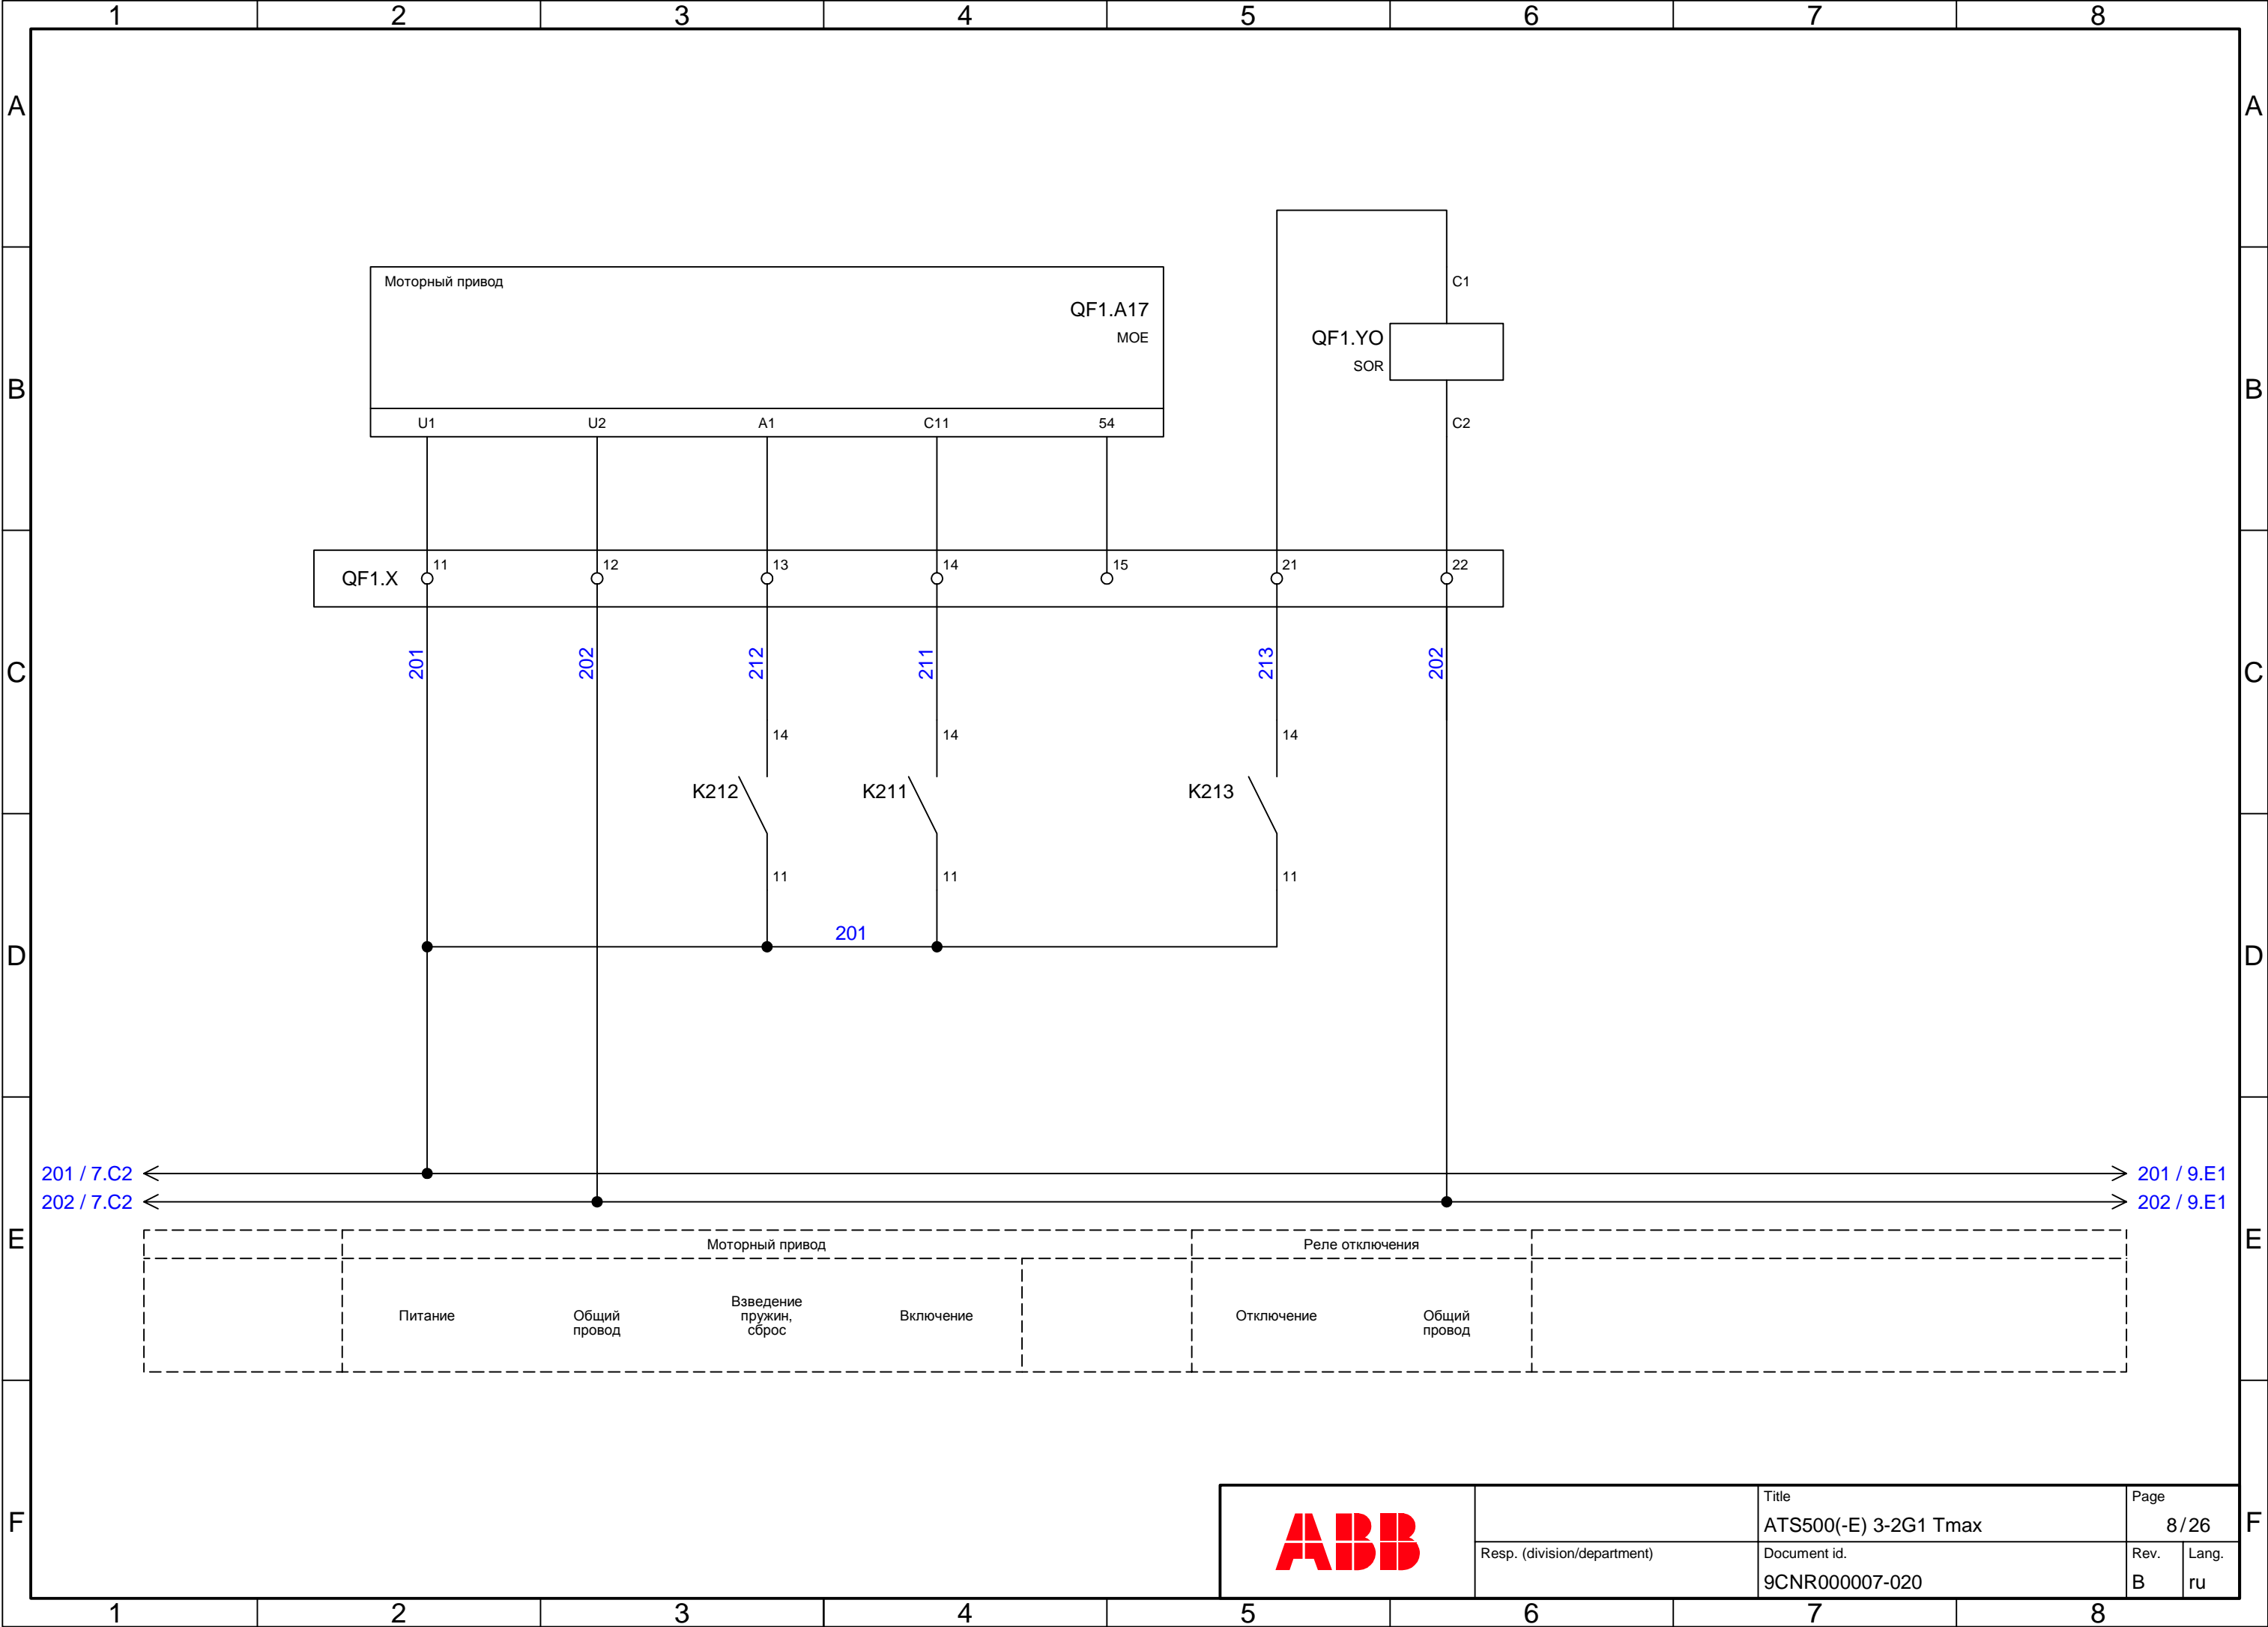 1 2 3 4 5 6 7 8
A A
C1
Моторный привод
QF1.A17
MOE
QF1.YO
SOR
B B
U1 U2 A1 C11 54
C2
QF1.X 11 12 13 14 15 21 22
201 202 212 211 213 202
C C
14 14 14
K212 K211 K213
11 11 11
201
D D
201 / 7.C2 201 / 9.E1
202 / 7.C2 202 / 9.E1
E E
Моторный привод Реле отключения
Питание
Общий
провод
Взведение
пружин,
сброс
Включение
Отключение
Общий
провод
F F
ABB
Title
ATS500(-E) 3-2G1 Tmax
Page
8/26
Resp. (division/department)
Document id.
9CNR000007-020
Rev.
B
Lang.
ru
1 2 3 4 5 6 7 8